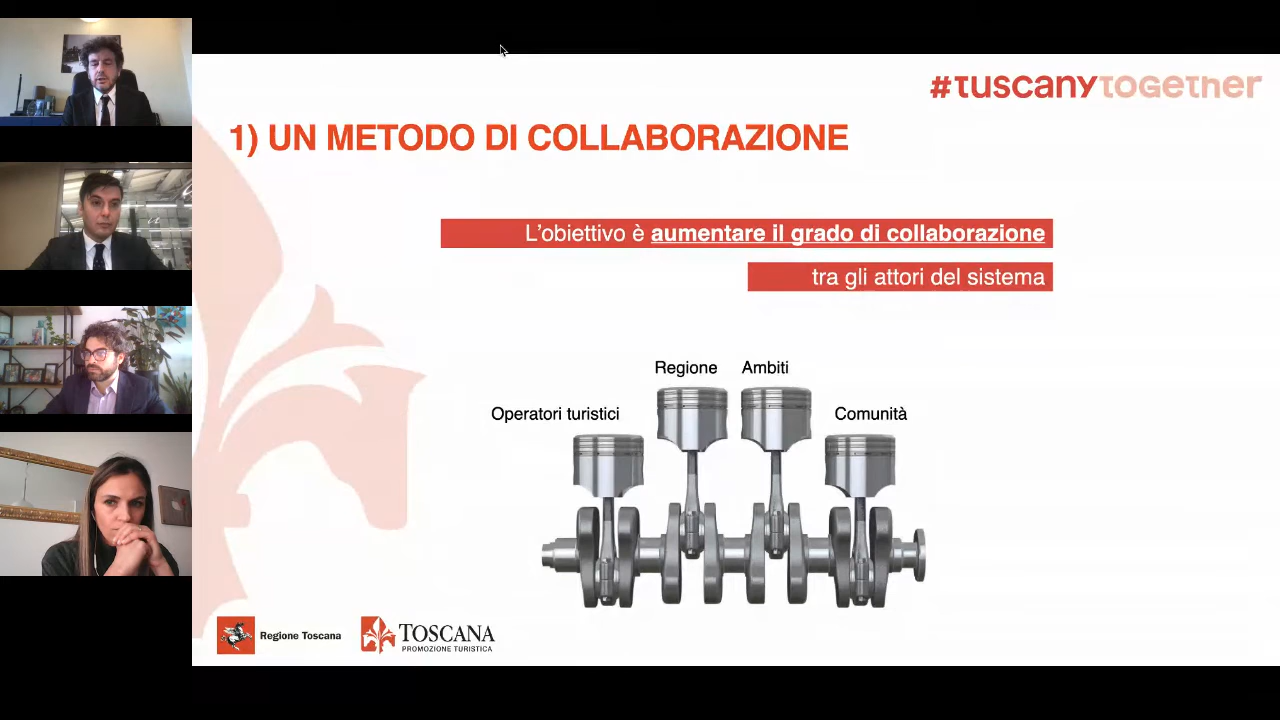 #tuscanytogether
1) UN METODO DI COLLABORAZIONE
L'obiettivo è aumentare il grado di collaborazione
tra gli attori del sistema
Regione Ambiti
Operatori turistici Comunità
Regione Toscana
TOSCANA
PROMOZIONE TURISTICA